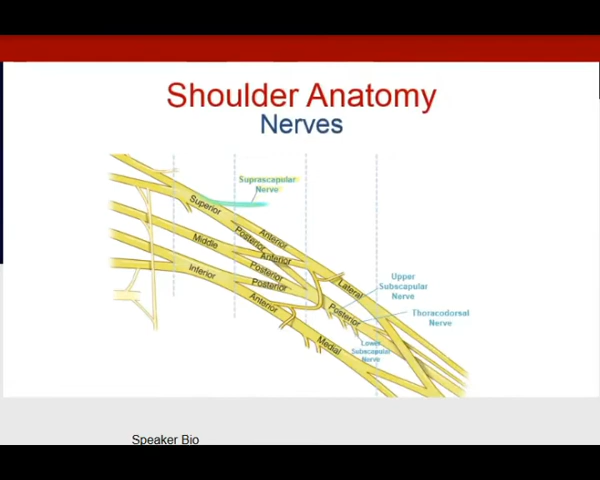 Shoulder Anatomy
Nerves
Suprascapular
Nerve
Superior
Posterior
Anterior
Middle
Anterior
Posterior
Inferior
Posterior
Anterior
Lateral
Upper
Subscapular
Nerve
Posterior
Thoracodorsal
Nerve
Medial
Lower
Subscapular
Nerve
Speaker Bio